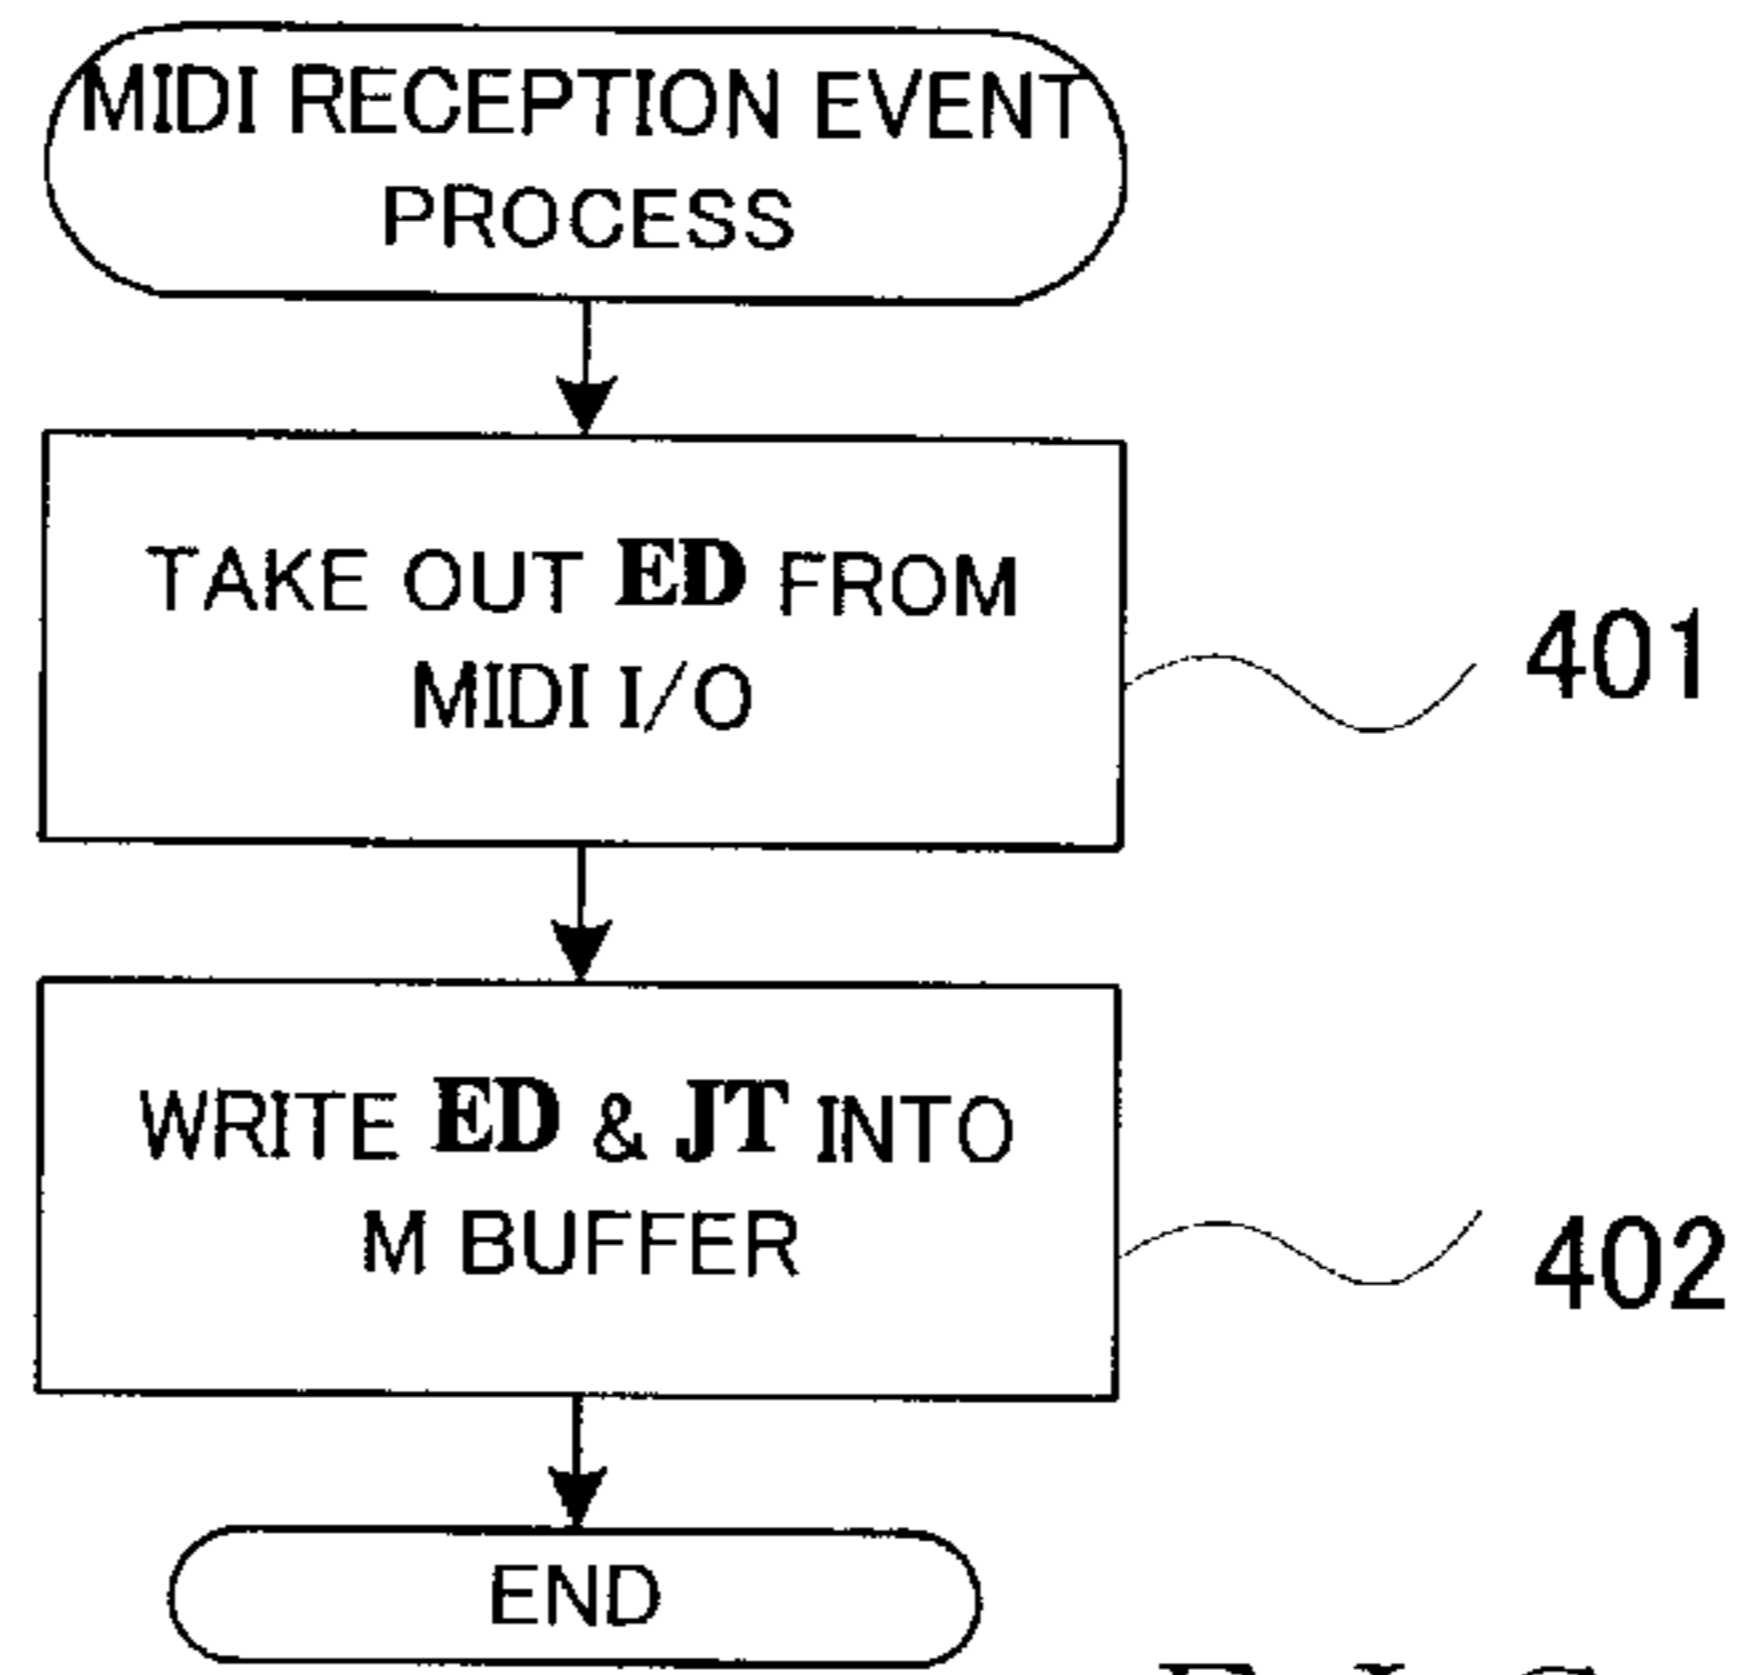 MIDI RECEPTION EVENT
PROCESS
TAKE OUT ED FROM
MIDI I/O
401
WRITE ED & JT INTO
M BUFFER
402
END